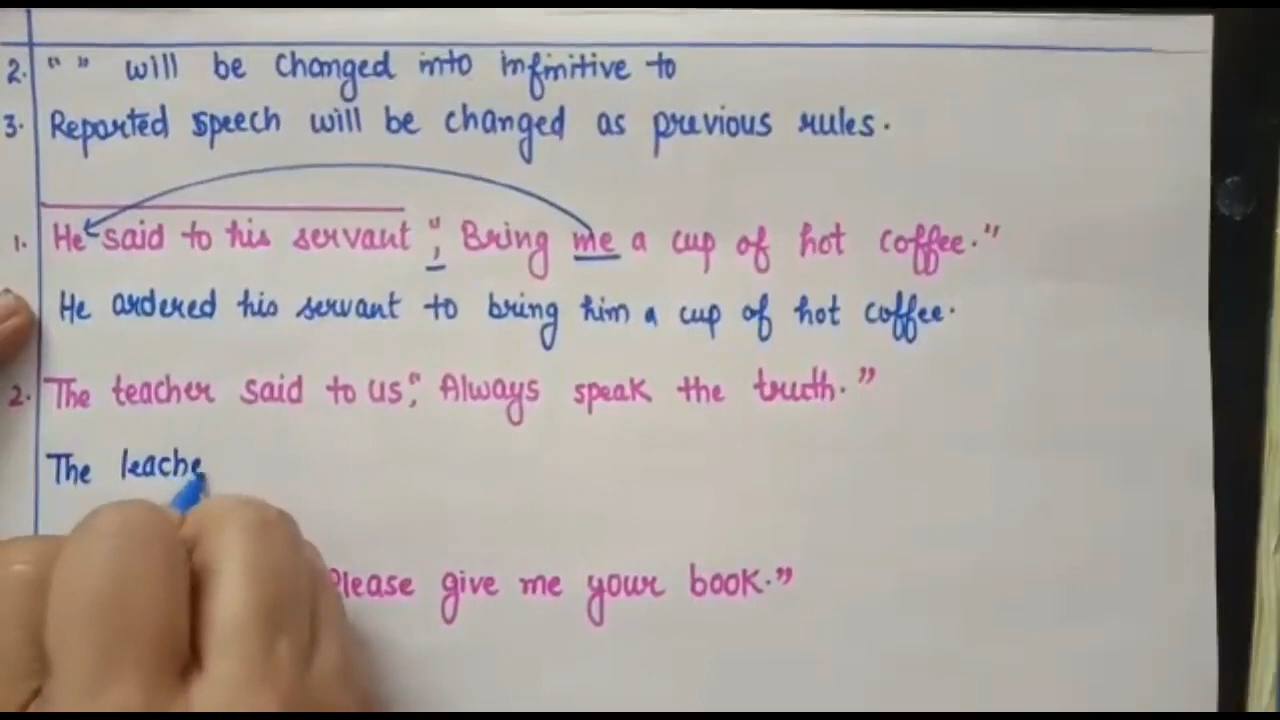 2. " " will be changed into infinitive to
3. Reported speech will be changed as previous rules.
1. He said to his servant, "Bring me a cup of hot coffee."
He ordered his servant to bring him a cup of hot coffee.
2. The teacher said to us, "Always speak the truth."
The teache
Please give me your book."